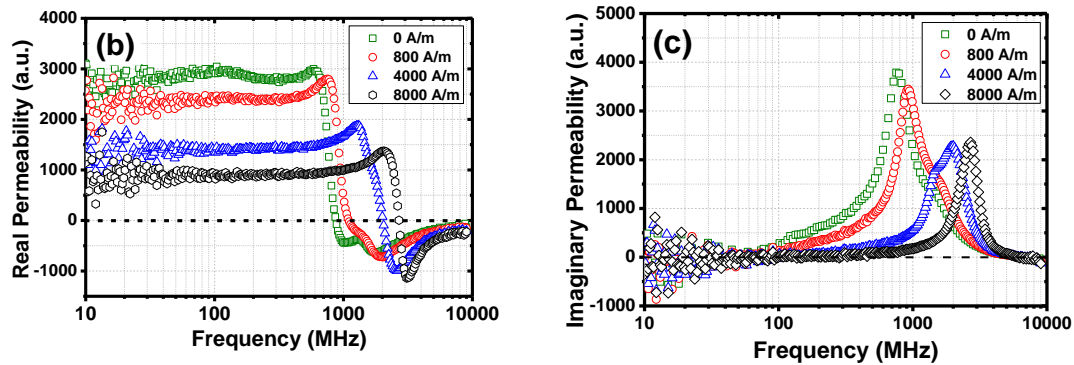 (b)
Real Permeability (a.u.)
4000
3000
2000
1000
0
-1000
0 A/m
800 A/m
4000 A/m
8000 A/m
10
100
1000
10000
Frequency (MHz)
(c)
Imaginary Permeability (a.u.)
5000
4000
3000
2000
1000
0
-1000
0 A/m
800 A/m
4000 A/m
8000 A/m
10
100
1000
10000
Frequency (MHz)